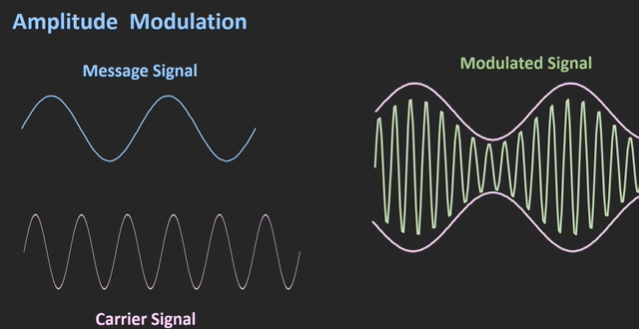 Amplitude Modulation
Message Signal
Modulated Signal
Carrier Signal